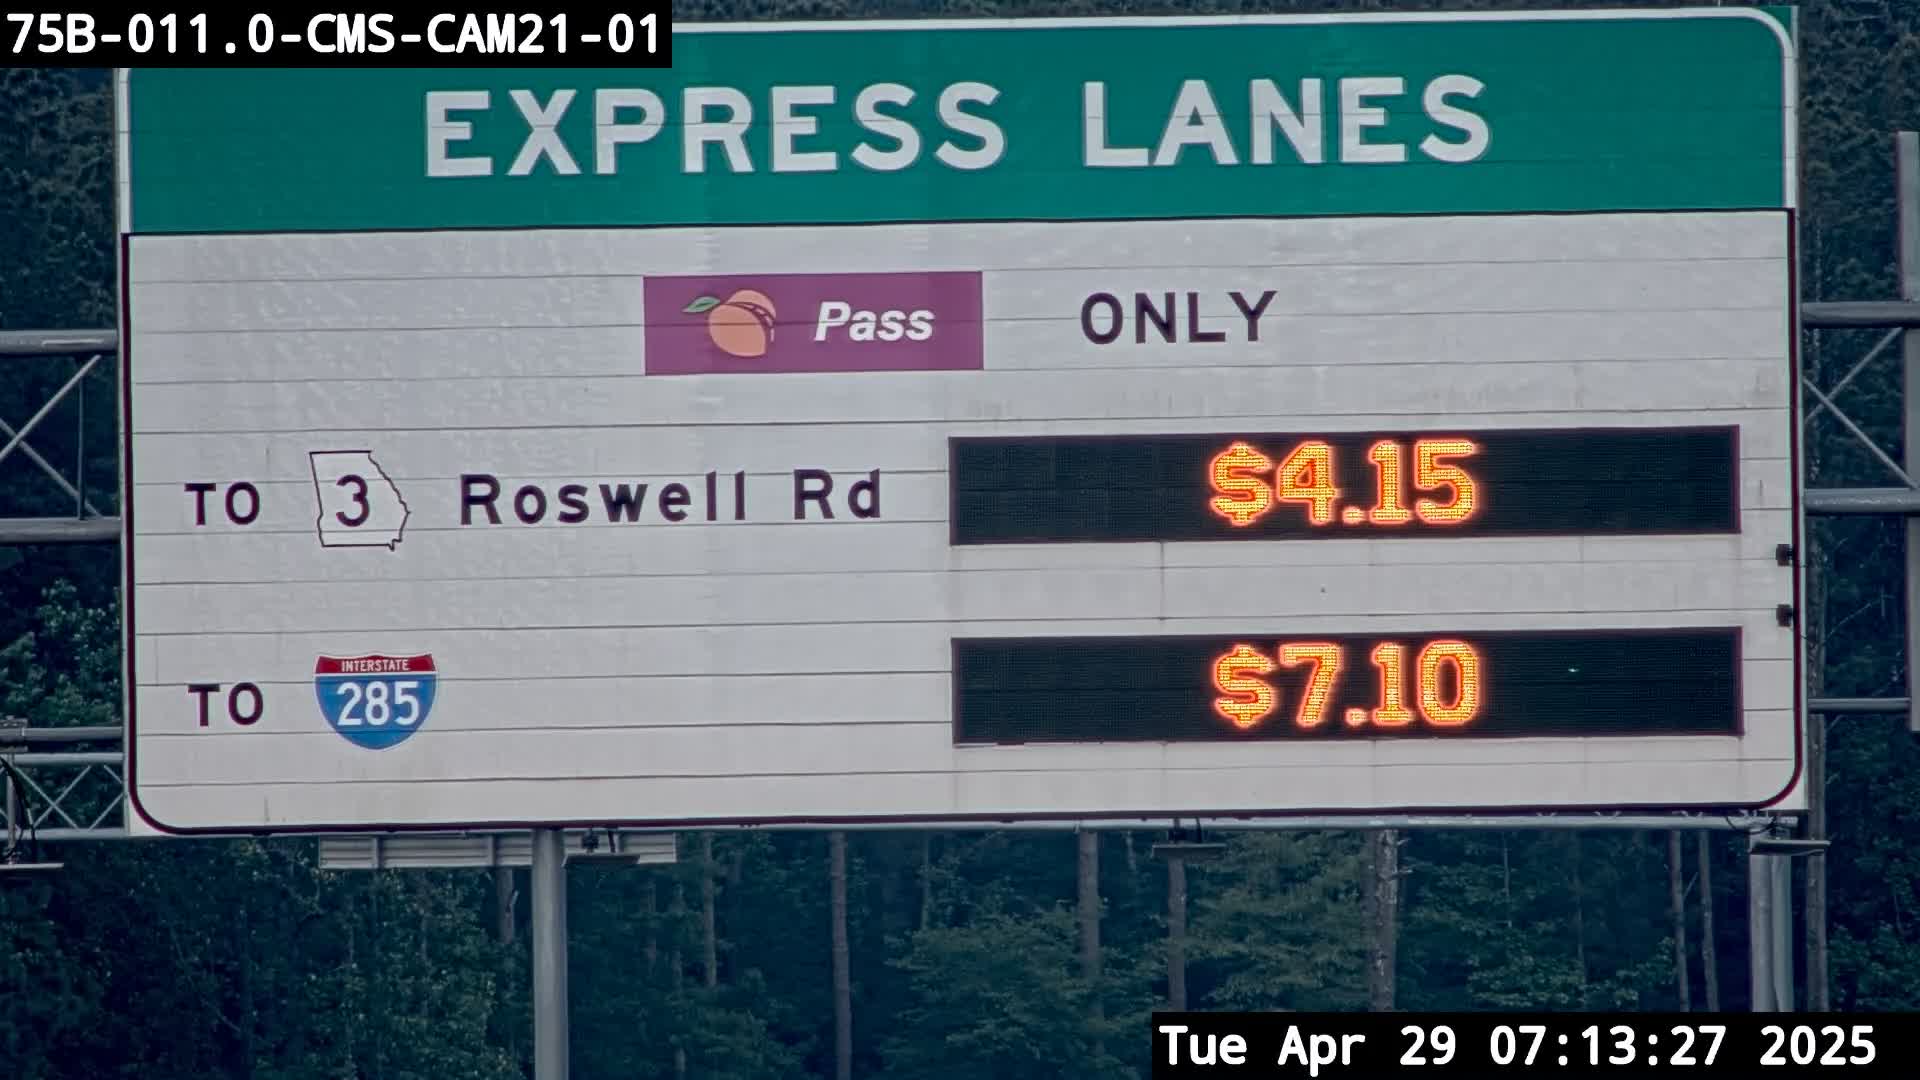 75B-011.0-CMS-CAM21-01
EXPRESS LANES
Pass ONLY
TO 3 Roswell Rd $4.15
INTERSTATE
TO 285 $7.10
Tue Apr 29 07:13:27 2025